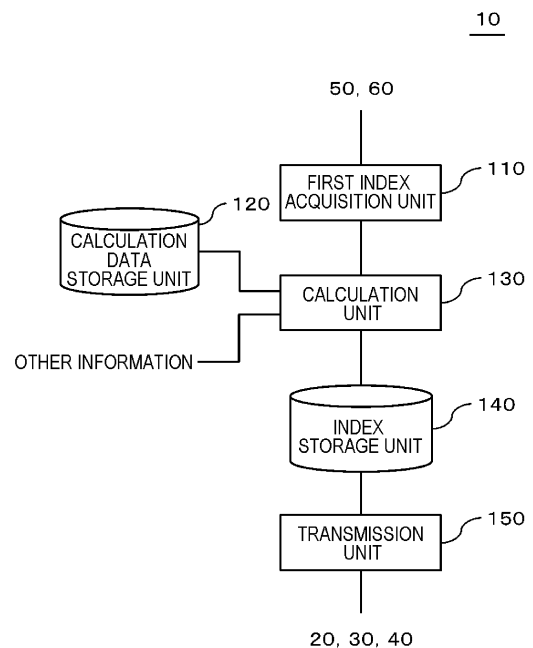 10
50, 60
FIRST INDEX
ACQUISITION UNIT
110
120
CALCULATION
DATA
STORAGE UNIT
CALCULATION
UNIT
130
OTHER INFORMATION
INDEX
STORAGE UNIT
140
TRANSMISSION
UNIT
150
20, 30, 40